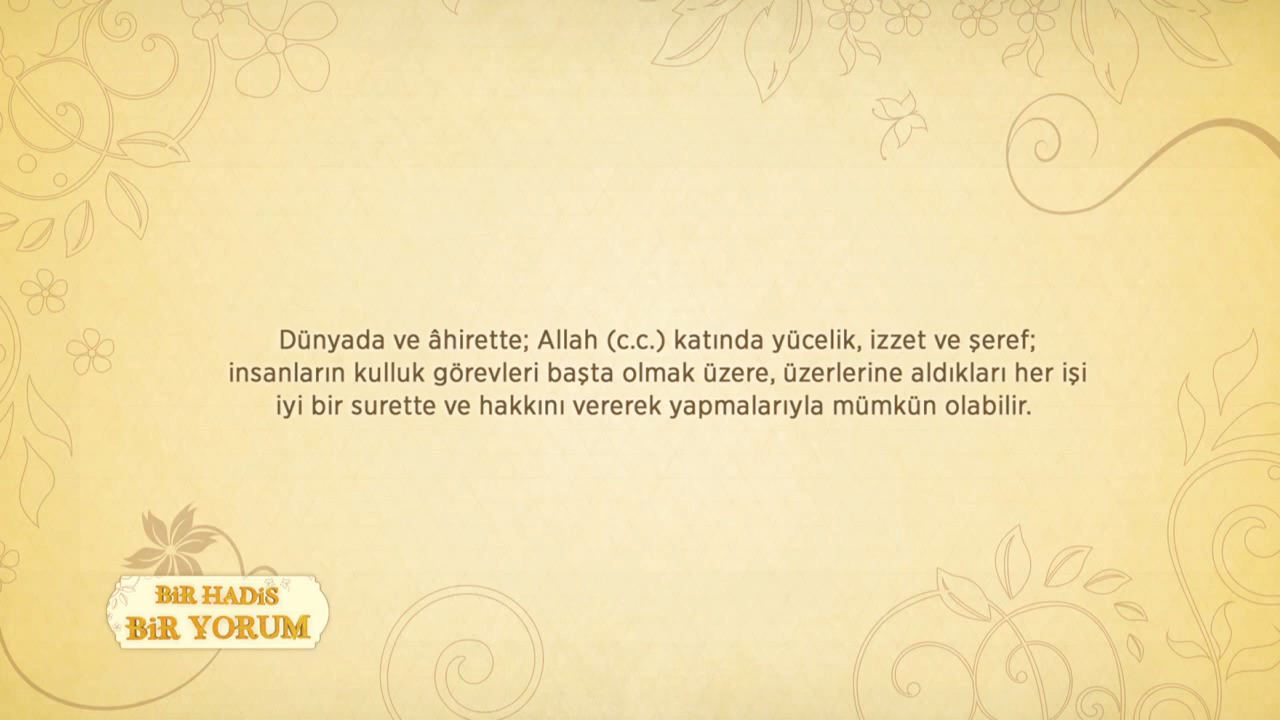 Dünyada ve âhirette; Allah (c.c.) katında yücelik, izzet ve şeref;
insanların kulluk görevleri başta olmak üzere, üzerlerine aldıkları her işi
iyi bir surette ve hakkını vererek yapmalarıyla mümkün olabilir.
BiR HADiS
BiR YORUM